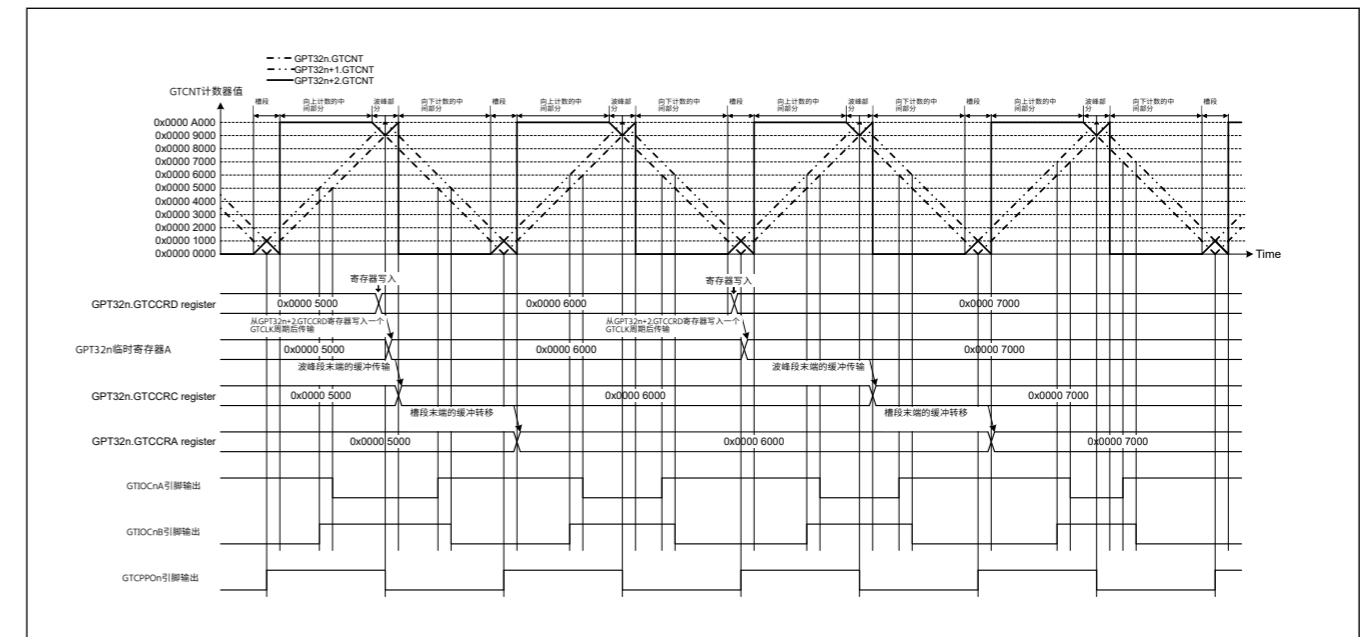 GPT32n.GTCNT
GPT32n+1.GTCNT
GPT32n+2.GTCNT
GTCNT计数器值
槽段
向上计数的中
间部分
波峰部
分
向下计数的中
间部分
槽段
向上计数的中
间部分
波峰部
分
向下计数的中
间部分
槽段
向上计数的中
间部分
波峰部
分
向下计数的中
间部分
槽段
向上计数的中
间部分
波峰部
分
向下计数的中
间部分
槽段
0x0000 A000
0x0000 9000
0x0000 8000
0x0000 7000
0x0000 6000
0x0000 5000
0x0000 4000
0x0000 3000
0x0000 2000
0x0000 1000
0x0000 0000
Time
寄存器写入
寄存器写入
GPT32n.GTCCRD register
0x0000 5000
0x0000 6000
0x0000 7000
从GPT32n+2.GTCCRD寄存器写入一个
GTCLK周期后传输
从GPT32n+2.GTCCRD寄存器写入一个
GTCLK周期后传输
GPT32n临时寄存器A
0x0000 5000
0x0000 6000
0x0000 7000
波峰段末端的缓冲传输
波峰段末端的缓冲传输
GPT32n.GTCCRC register
0x0000 5000
0x0000 6000
0x0000 7000
槽段末端的缓冲转移
槽段末端的缓冲转移
GPT32n.GTCCRA register
0x0000 5000
0x0000 6000
0x0000 7000
GTIOCnA引脚输出
GTIOCnB引脚输出
GTCPPOn引脚输出